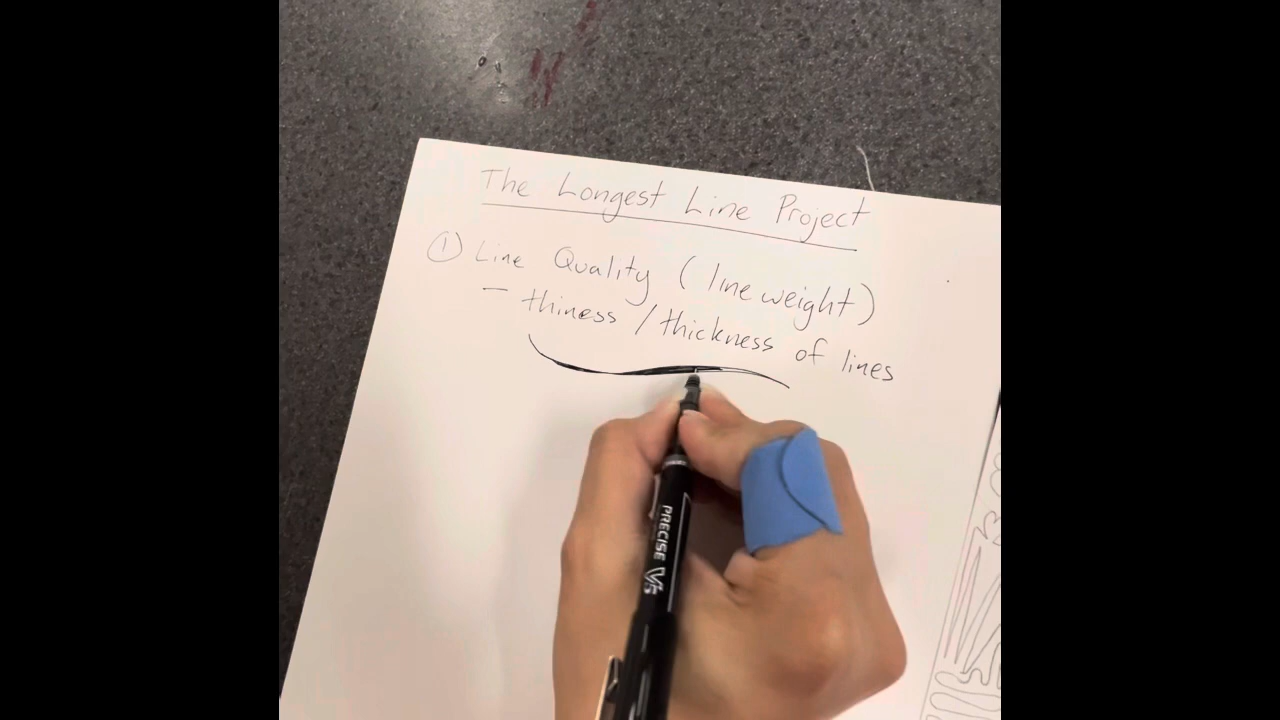 The Longest Line Project
① Line Quality (line weight)
- thiness / thickness of lines
PRECISE V5